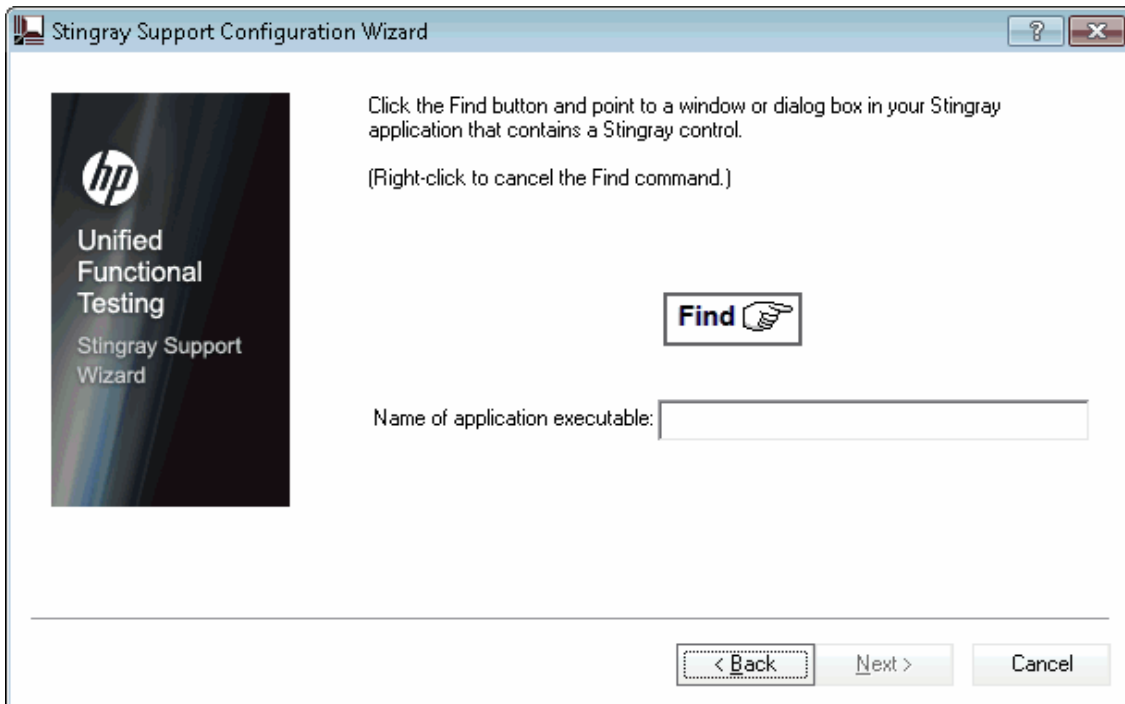 Stingray Support Configuration Wizard
?
hp
Unified
Functional
Testing
Stingray Support
Wizard
Click the Find button and point to a window or dialog box in your Stingray
application that contains a Stingray control.
(Right-click to cancel the Find command.)
Find
Name of application executable:
< Back
Next >
Cancel